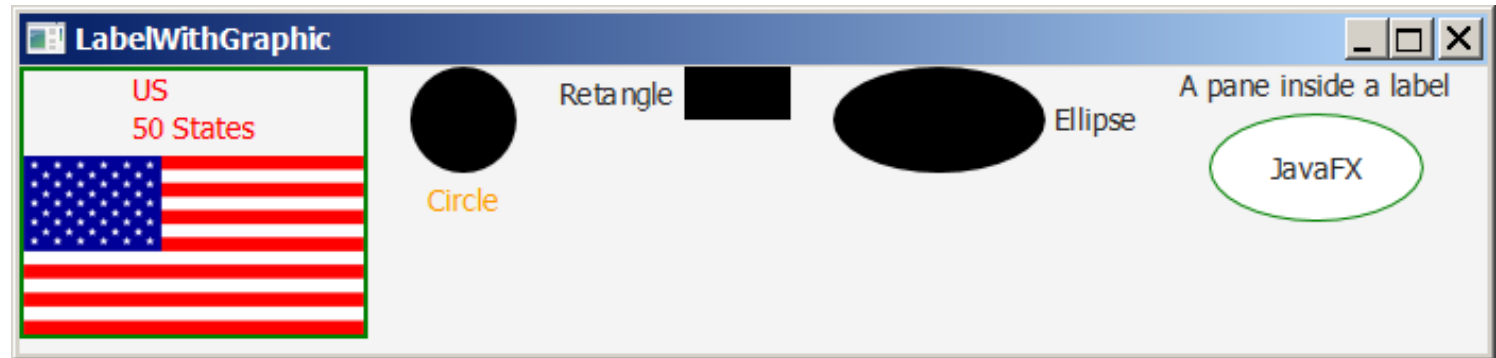 LabelWithGraphic
US
50 States
Circle
Retangle
Ellipse
A pane inside a label
JavaFX